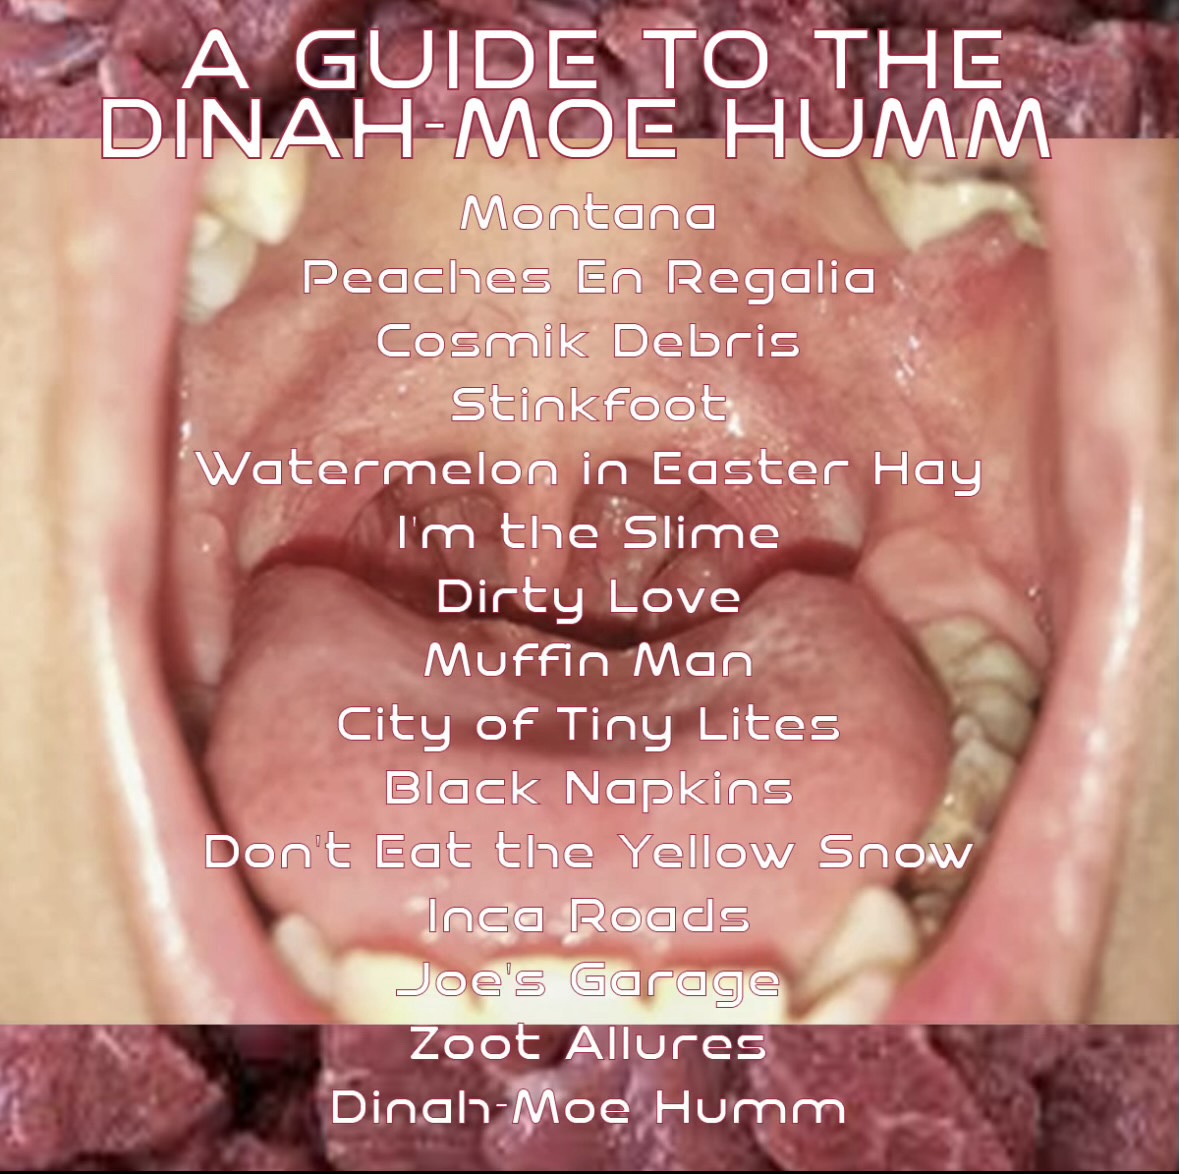 A GUIDE TO THE
DINAH-MOE HUMM
Montana
Peaches En Regalia
Cosmik Debris
Stinkfoot
Watermelon in Easter Hay
I'm the Slime
Dirty Love
Muffin Man
City of Tiny Lites
Black Napkins
Don't Eat the Yellow Snow
Inca Roads
Joe's Garage
Zoot Allures
Dinah-Moe Humm